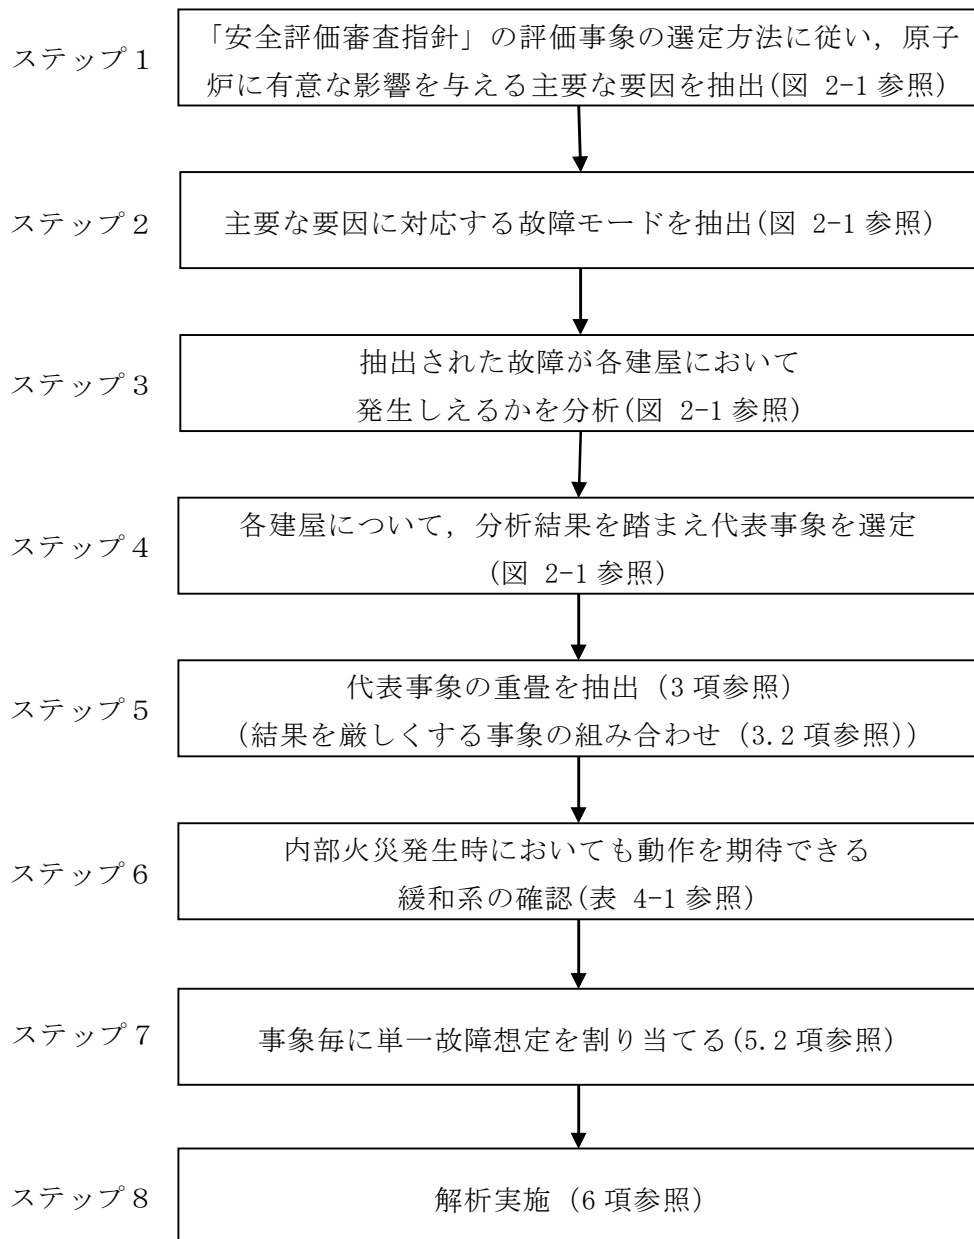 ステップ1
「安全評価審査指針」の評価事象の選定方法に従い，原子
炉に有意な影響を与える主要な要因を抽出(図 2-1 参照)
ステップ2
主要な要因に対応する故障モードを抽出(図 2-1 参照)
ステップ3
抽出された故障が各建屋において
発生しえるかを分析(図 2-1 参照)
ステップ4
各建屋について，分析結果を踏まえ代表事象を選定
(図 2-1 参照)
ステップ5
代表事象の重畳を抽出（3 項参照）
(結果を厳しくする事象の組み合わせ（3.2 項参照）)
ステップ6
内部火災発生時においても動作を期待できる
緩和系の確認(表 4-1 参照)
ステップ7
事象毎に単一故障想定を割り当てる(5.2 項参照)
ステップ8
解析実施（6 項参照）